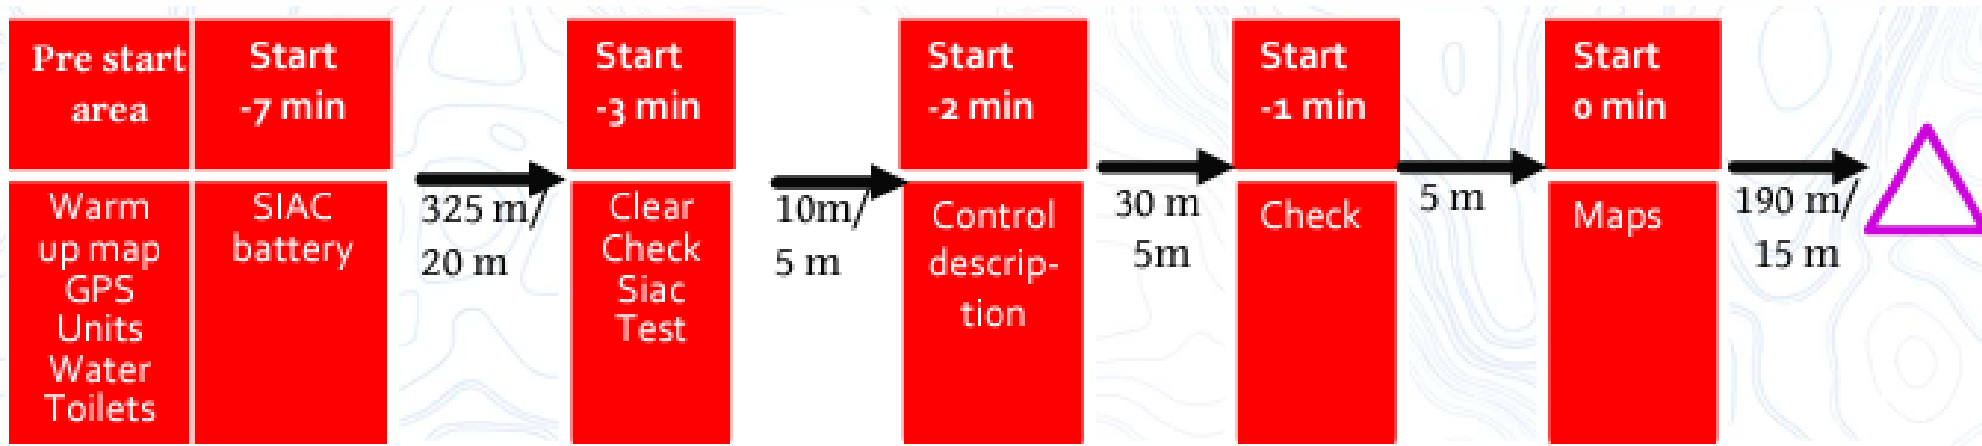 Pre start
area
Warm
up map
GPS
Units
Water
Toilets
Start
-7 min
SIAC
battery
325 m/
20 m
Start
-3 min
Clear
Check
Siac
Test
10m/
5 m
Start
-2 min
Control
descrip-
tion
30 m
5m
Start
-1 min
Check
5 m
Start
0 min
Maps
190 m/
15 m